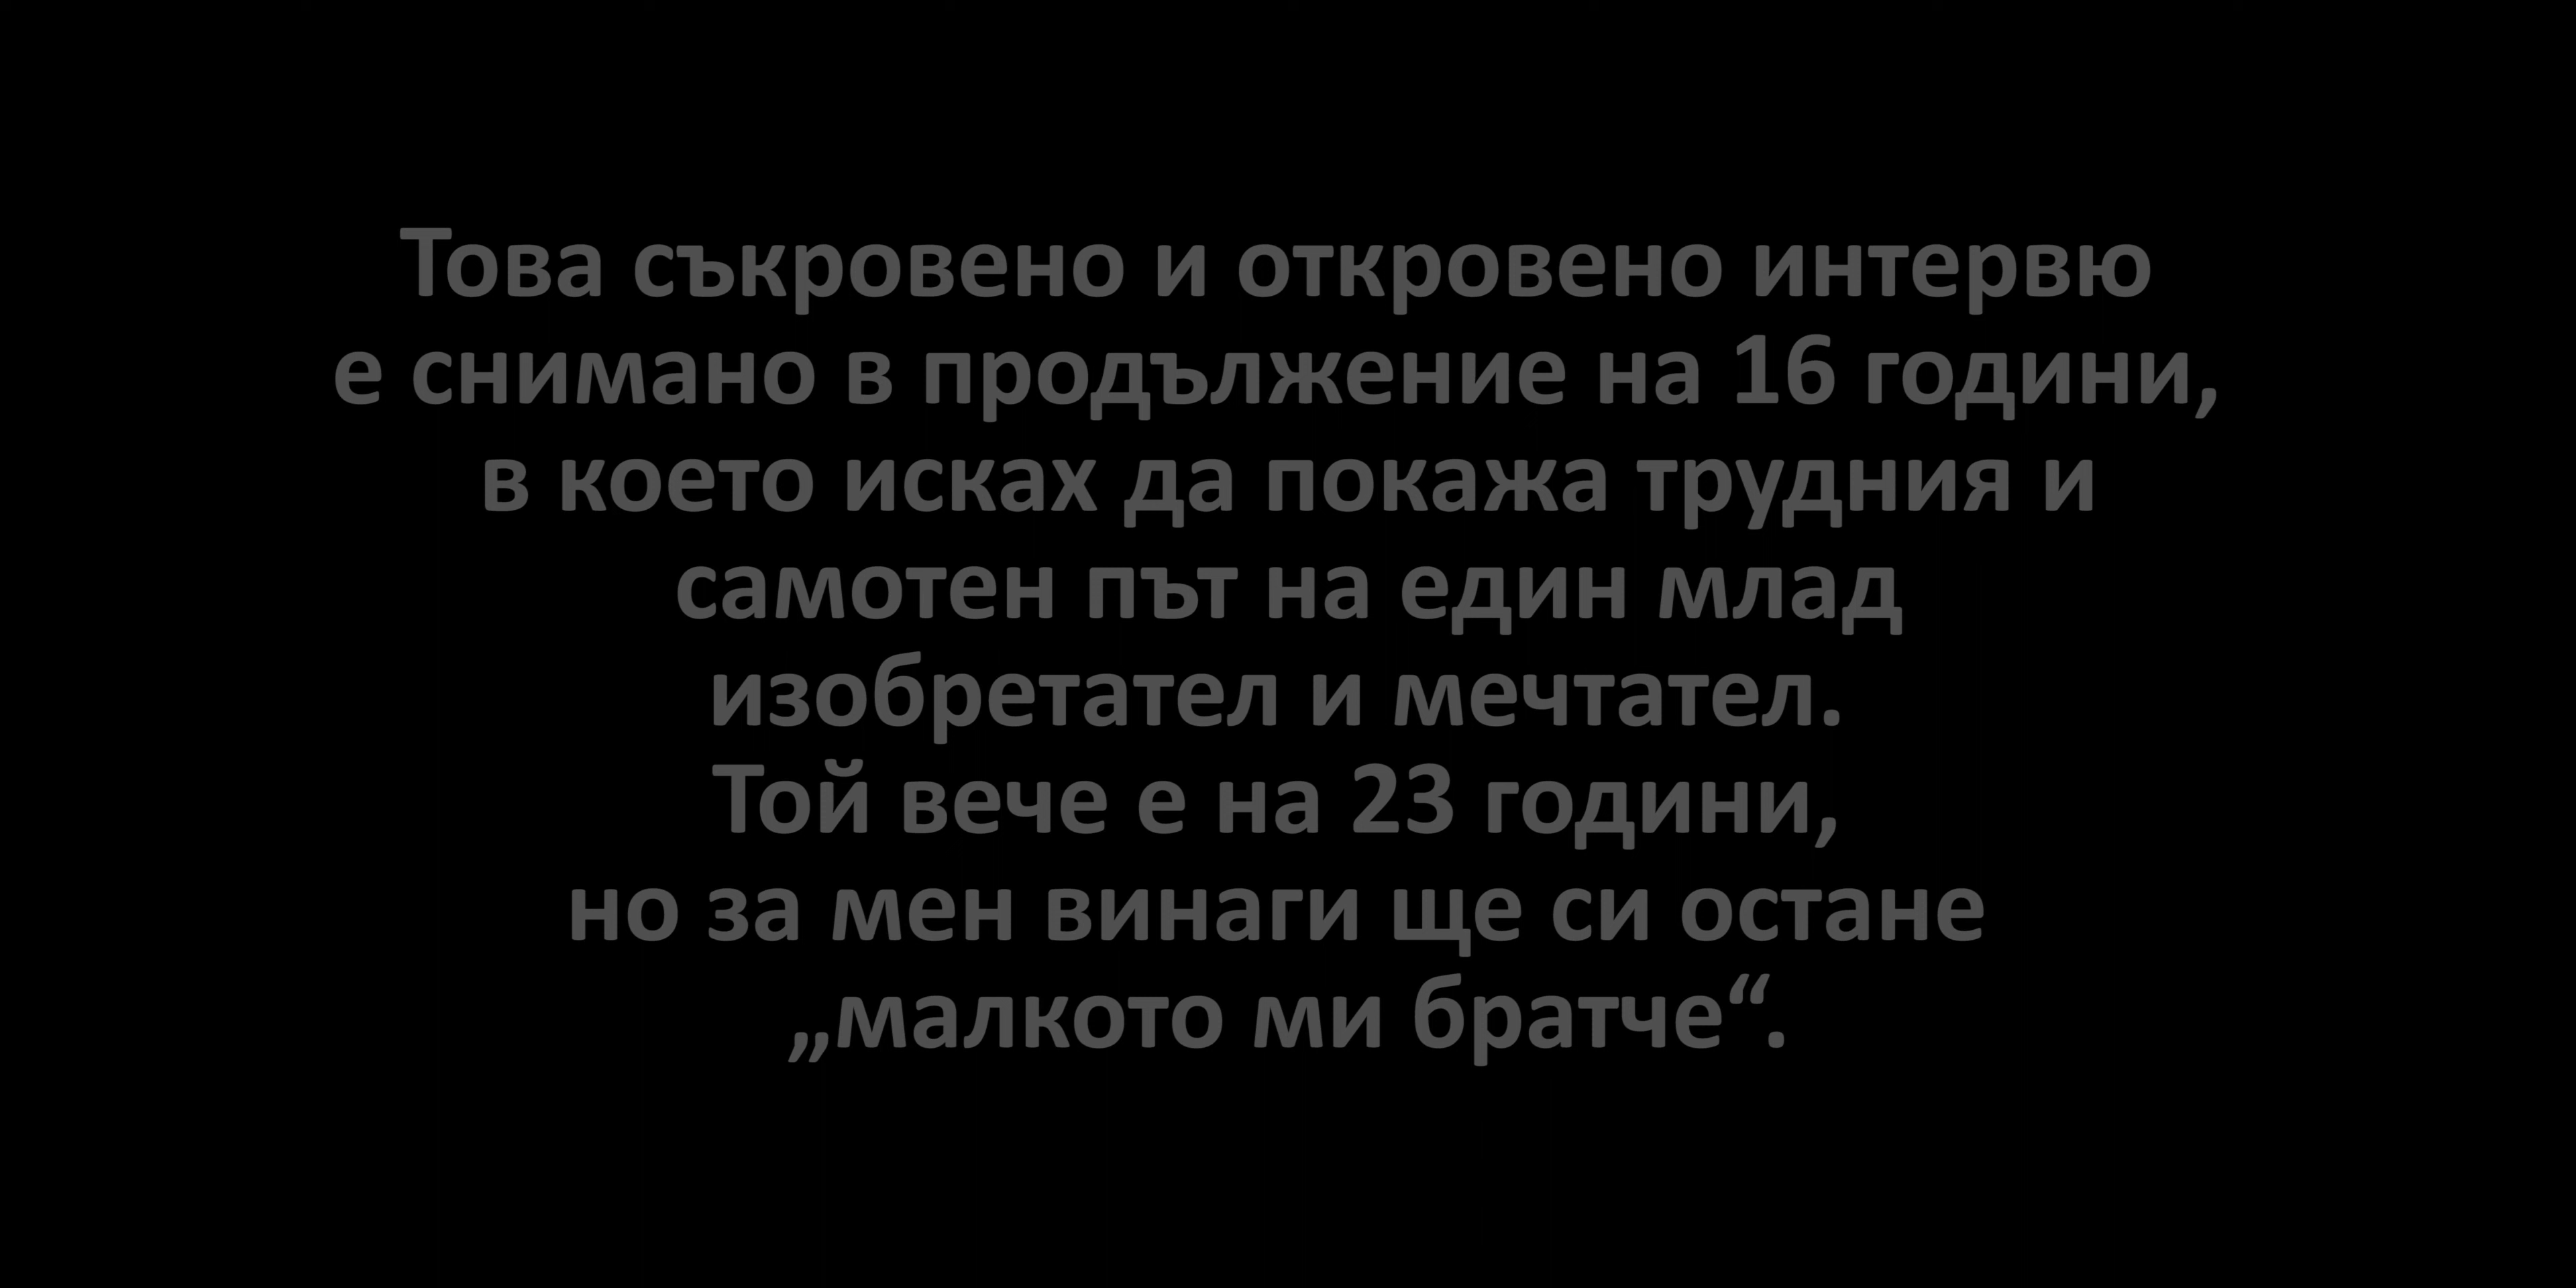 Това съкровено и откровено интервю
е снимано в продължение на 16 години,
в което исках да покажа трудния и
самотен път на един млад
изобретател и мечтател.
Той вече е на 23 години,
но за мен винаги ще си остане
„малкото ми братче“.